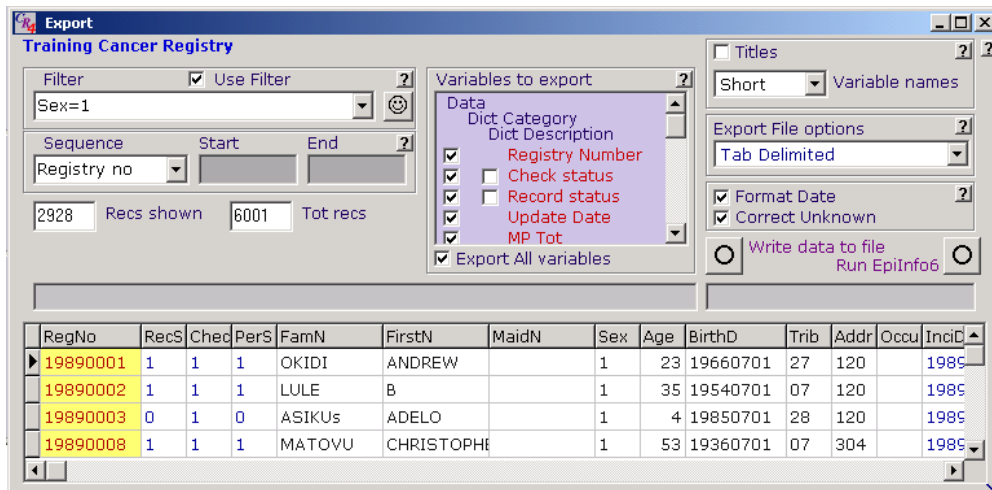 CR4 Export
Training Cancer Registry
Filter Use Filter ?
Sex=1
Sequence Start End ?
Registry no
2928 Recs shown 6001 Tot recs
Variables to export ?
Data
Dict Category
Dict Description
Registry Number
Check status
Record status
Update Date
MP Tot
Export All variables
Titles ? ?
Short Variable names
Export File options ?
Tab Delimited
Format Date ?
Correct Unknown
Write data to file
Run EpiInfo6
RegNo RecS Chec PerS FamN FirstN MaidN Sex Age BirthD Trib Addr Occu InciD
19890001 1 1 1 OKIDI ANDREW 1 23 19660701 27 120 1989
19890002 1 1 1 LULE B 1 35 19540701 07 120 1989
19890003 0 1 0 ASIKUs ADELO 1 4 19850701 28 120 1989
19890008 1 1 1 MATOVU CHRISTOPHE 1 53 19360701 07 304 1989